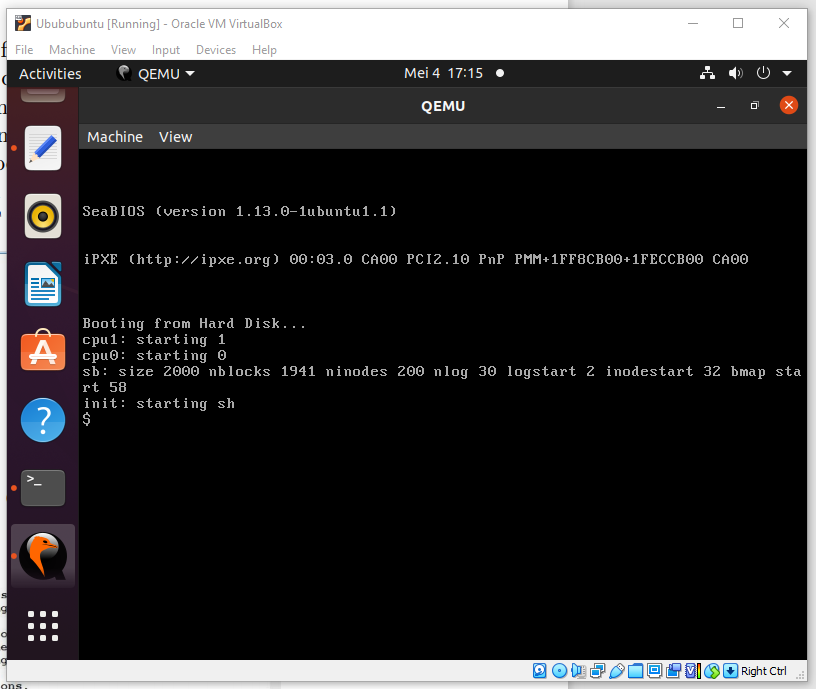 Ubububuntu [Running] - Oracle VM VirtualBox
File Machine View Input Devices Help
Activities QEMU Mei 4 17:15
QEMU
Machine View
SeaBIOS (version 1.13.0-1ubuntu1.1)
iPXE (http://ipxe.org) 00:03.0 CA00 PCI2.10 PnP PMM+1FF8CB00+1FECCB00 CA00
Booting from Hard Disk...
cpu1: starting 1
cpu0: starting 0
sb: size 2000 nblocks 1941 ninodes 200 nlog 30 logstart 2 inodestart 32 bmap sta
rt 58
init: starting sh
$
>_
?
Right Ctrl
ons.